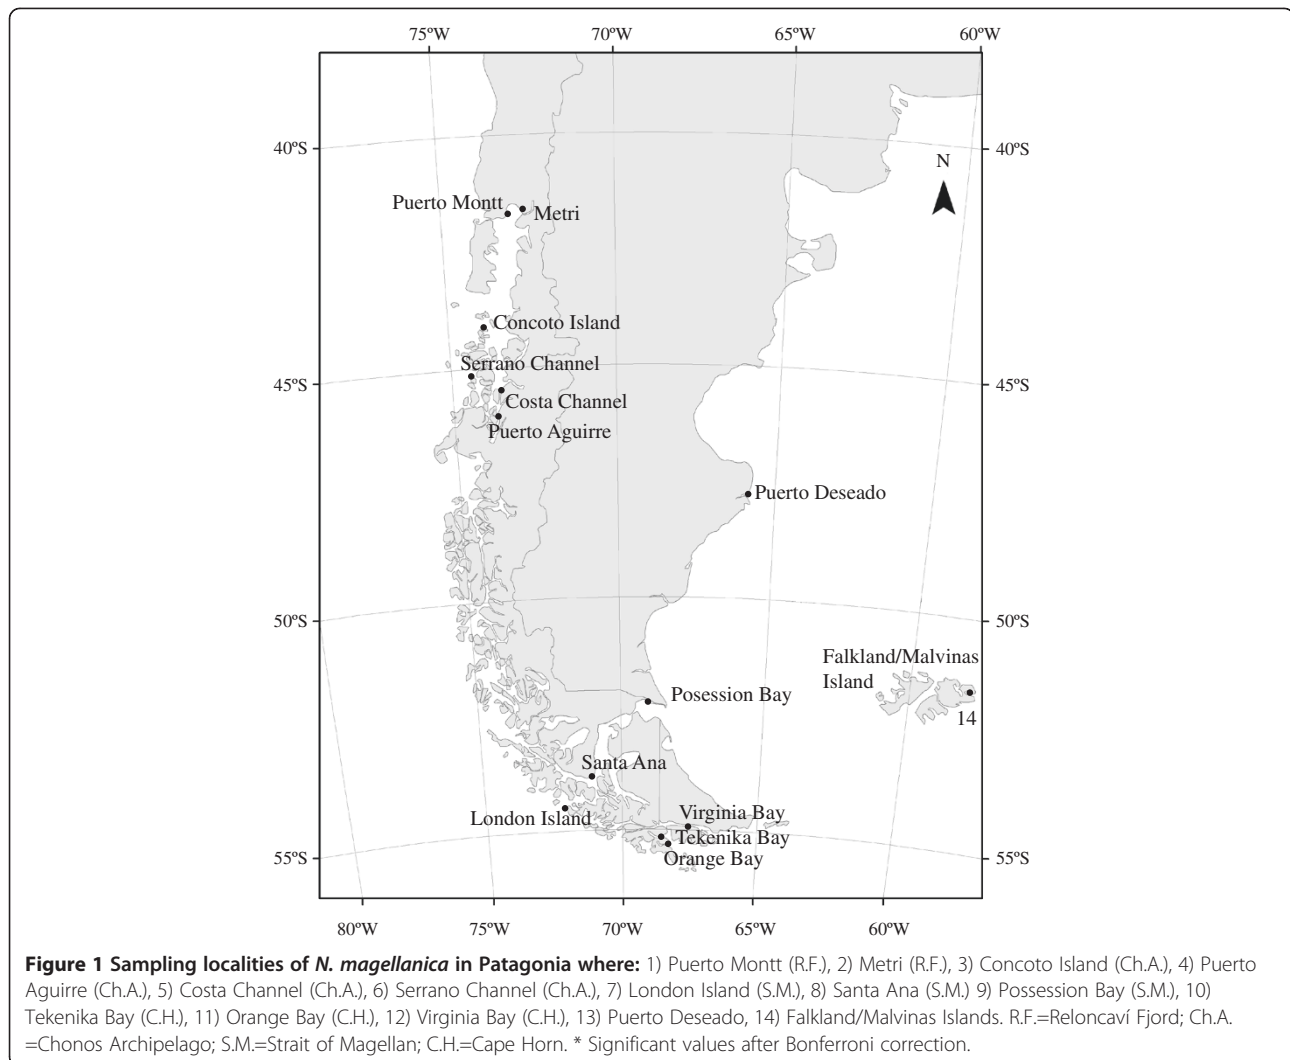 75ºW 70ºW 65ºW 60ºW
40ºS 40ºS
N
Puerto Montt
Metri
Concoto Island
Serrano Channel
45ºS 45ºS
Costa Channel
Puerto Aguirre
Puerto Deseado
50ºS 50ºS
Falkland/Malvinas
Island
Posession Bay
14
Santa Ana
London Island
Virginia Bay
Tekenika Bay
Orange Bay
55ºS 55ºS
80ºW 75ºW 70ºW 65ºW 60ºW
Figure 1 Sampling localities of N. magellanica in Patagonia where: 1) Puerto Montt (R.F.), 2) Metri (R.F.), 3) Concoto Island (Ch.A.), 4) Puerto
Aguirre (Ch.A.), 5) Costa Channel (Ch.A.), 6) Serrano Channel (Ch.A.), 7) London Island (S.M.), 8) Santa Ana (S.M.) 9) Possession Bay (S.M.), 10)
Tekenika Bay (C.H.), 11) Orange Bay (C.H.), 12) Virginia Bay (C.H.), 13) Puerto Deseado, 14) Falkland/Malvinas Islands. R.F.=Reloncaví Fjord; Ch.A.
=Chonos Archipelago; S.M.=Strait of Magellan; C.H.=Cape Horn. * Significant values after Bonferroni correction.